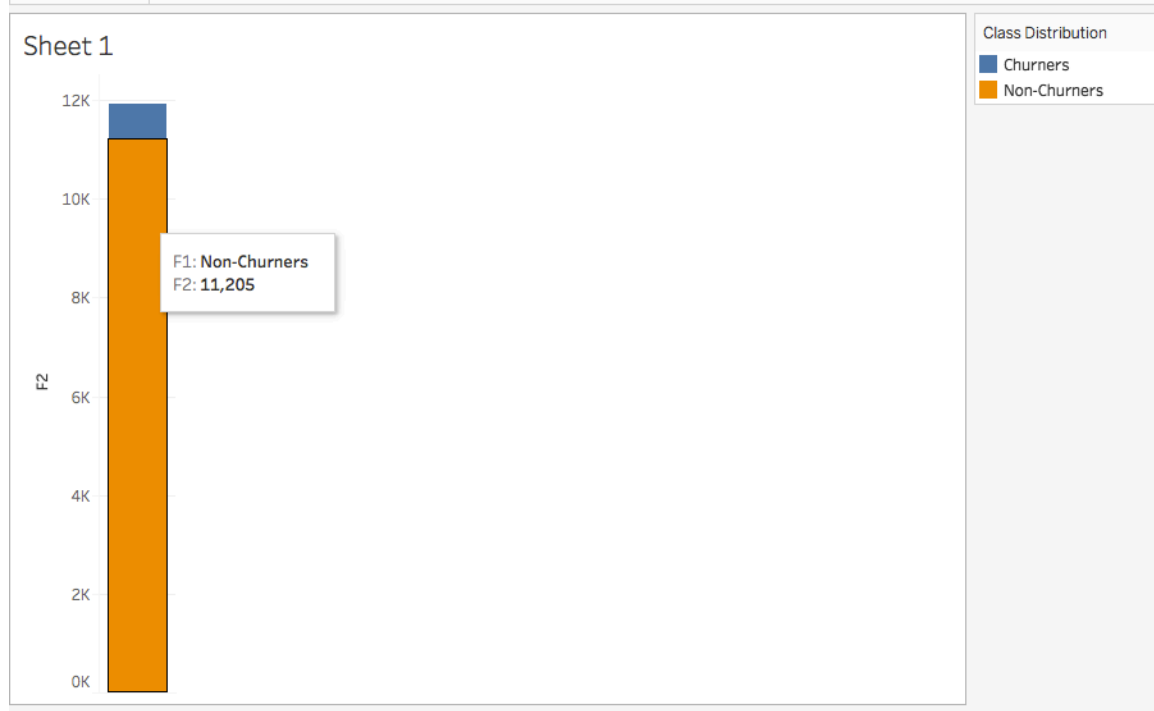 Sheet 1
12K
10K
8K
6K
4K
2K
0K
F2
F1: Non-Churners
F2: 11,205
Class Distribution
Churners
Non-Churners